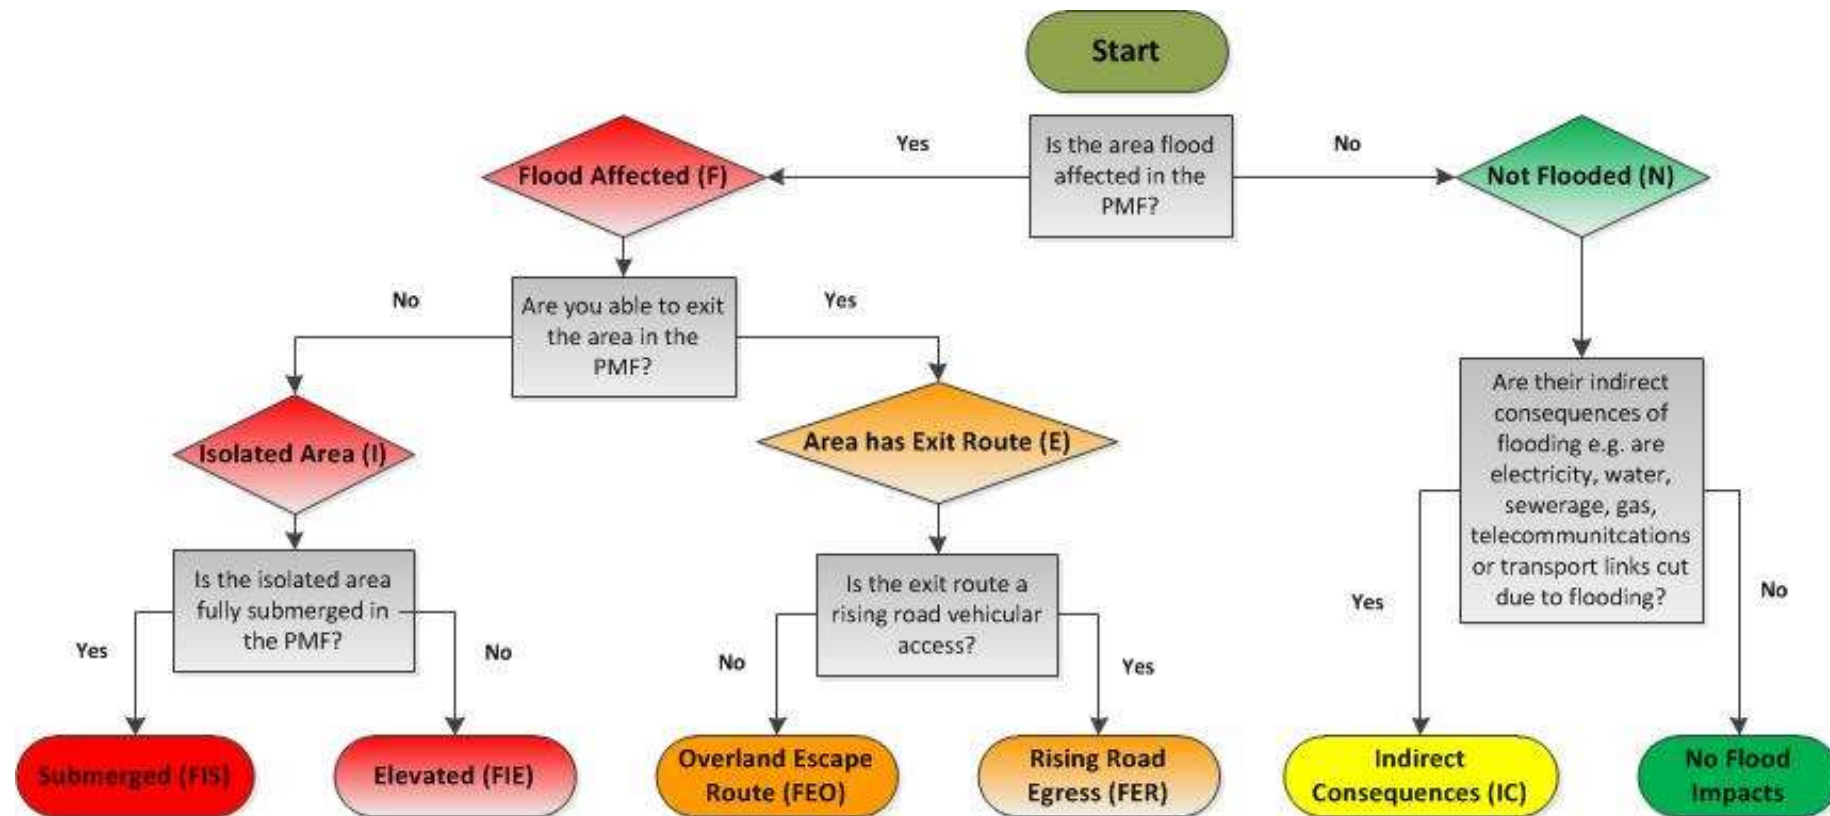 Start
Yes
Is the area flood
affected in the
PMF?
No
Flood Affected (F)
Not Flooded (N)
No
Are you able to exit
the area in the
PMF?
Yes
Isolated Area (I)
Area has Exit Route (E)
Are their indirect
consequences of
flooding e.g. are
electricity, water,
sewerage, gas,
telecommunitcations
or transport links cut
due to flooding?
Is the isolated area
fully submerged in
the PMF?
Is the exit route a
rising road vehicular
access?
Yes
No
No
Yes
Yes
No
Submerged (FIS)
Elevated (FIE)
Overland Escape
Route (FEO)
Rising Road
Egress (FER)
Indirect
Consequences (IC)
No Flood
Impacts